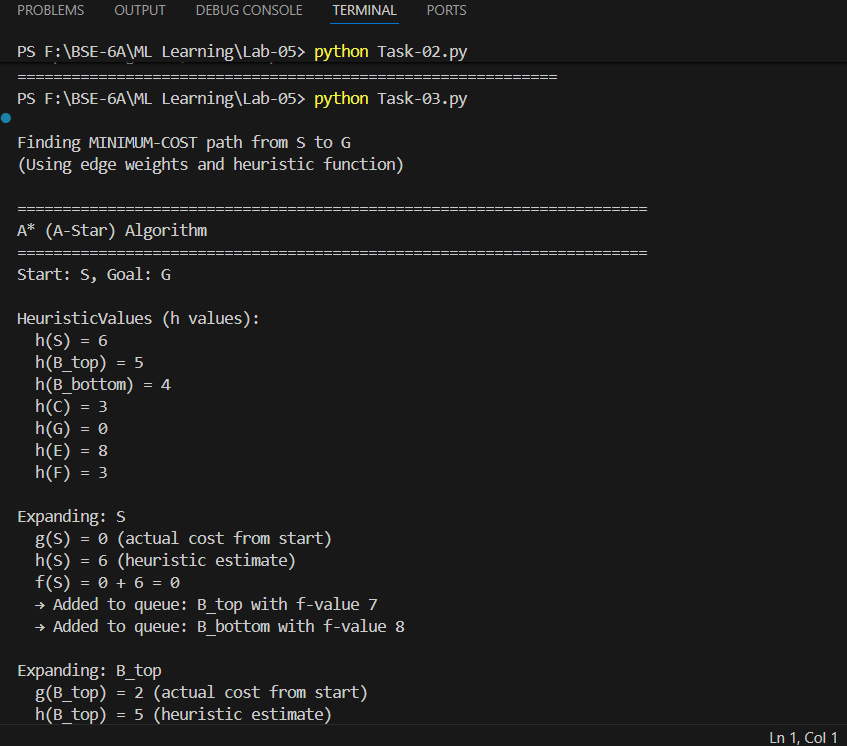 PROBLEMS OUTPUT DEBUG CONSOLE TERMINAL PORTS
PS F:\BSE-6A\ML Learning\Lab-05> python Task-02.py
============================================================
PS F:\BSE-6A\ML Learning\Lab-05> python Task-03.py
Finding MINIMUM-COST path from S to G
(Using edge weights and heuristic function)
======================================================================
A* (A-Star) Algorithm
======================================================================
Start: S, Goal: G
HeuristicValues (h values):
h(S) = 6
h(B_top) = 5
h(B_bottom) = 4
h(C) = 3
h(G) = 0
h(E) = 8
h(F) = 3
Expanding: S
g(S) = 0 (actual cost from start)
h(S) = 6 (heuristic estimate)
f(S) = 0 + 6 = 0
→ Added to queue: B_top with f-value 7
→ Added to queue: B_bottom with f-value 8
Expanding: B_top
g(B_top) = 2 (actual cost from start)
h(B_top) = 5 (heuristic estimate)
Ln 1, Col 1